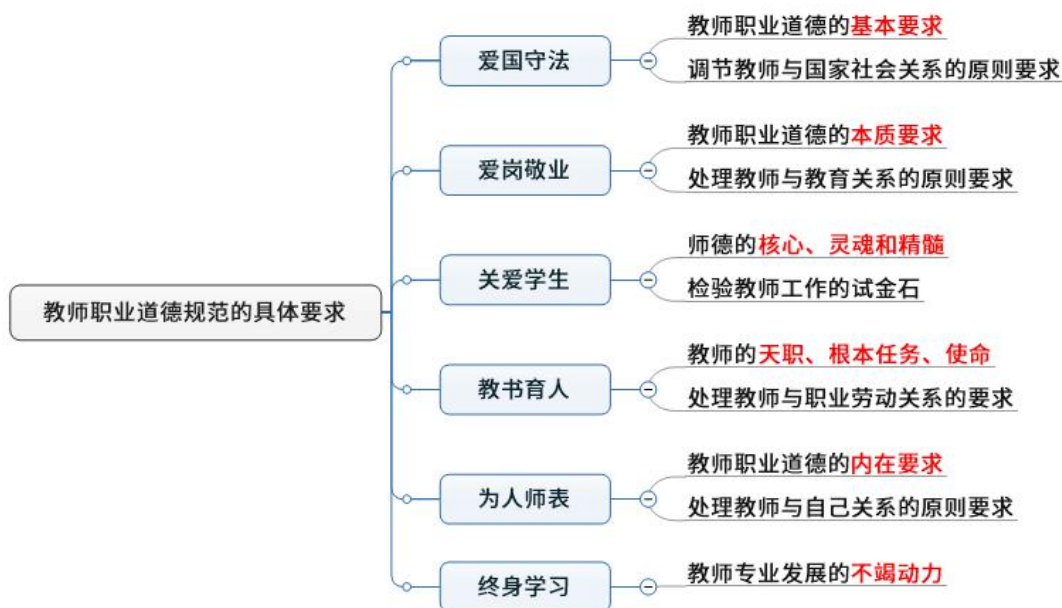 教师职业道德规范的具体要求
爱国守法
教师职业道德的基本要求
调节教师与国家社会关系的原则要求
爱岗敬业
教师职业道德的本质要求
处理教师与教育关系的原则要求
关爱学生
师德的核心、灵魂和精髓
检验教师工作的试金石
教书育人
教师的天职、根本任务、使命
处理教师与职业劳动关系的要求
为人师表
教师职业道德的内在要求
处理教师与自己关系的原则要求
终身学习
教师专业发展的不竭动力